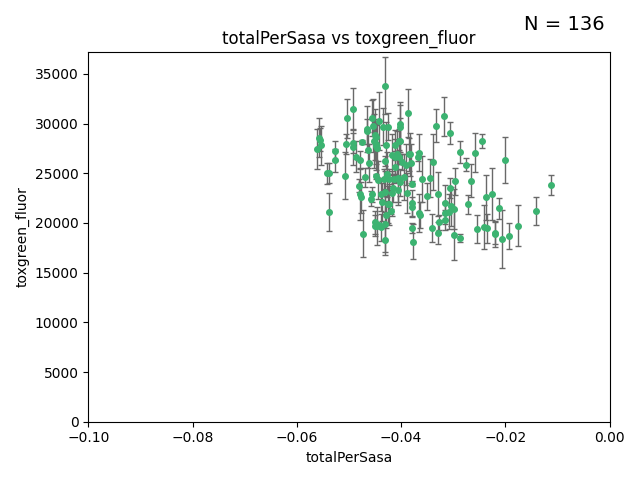 N = 136
totalPerSasa vs toxgreen_fluor
35000
30000
25000
20000
15000
10000
5000
0
toxgreen_fluor
−0.10 −0.08 −0.06 −0.04 −0.02 0.00
totalPerSasa